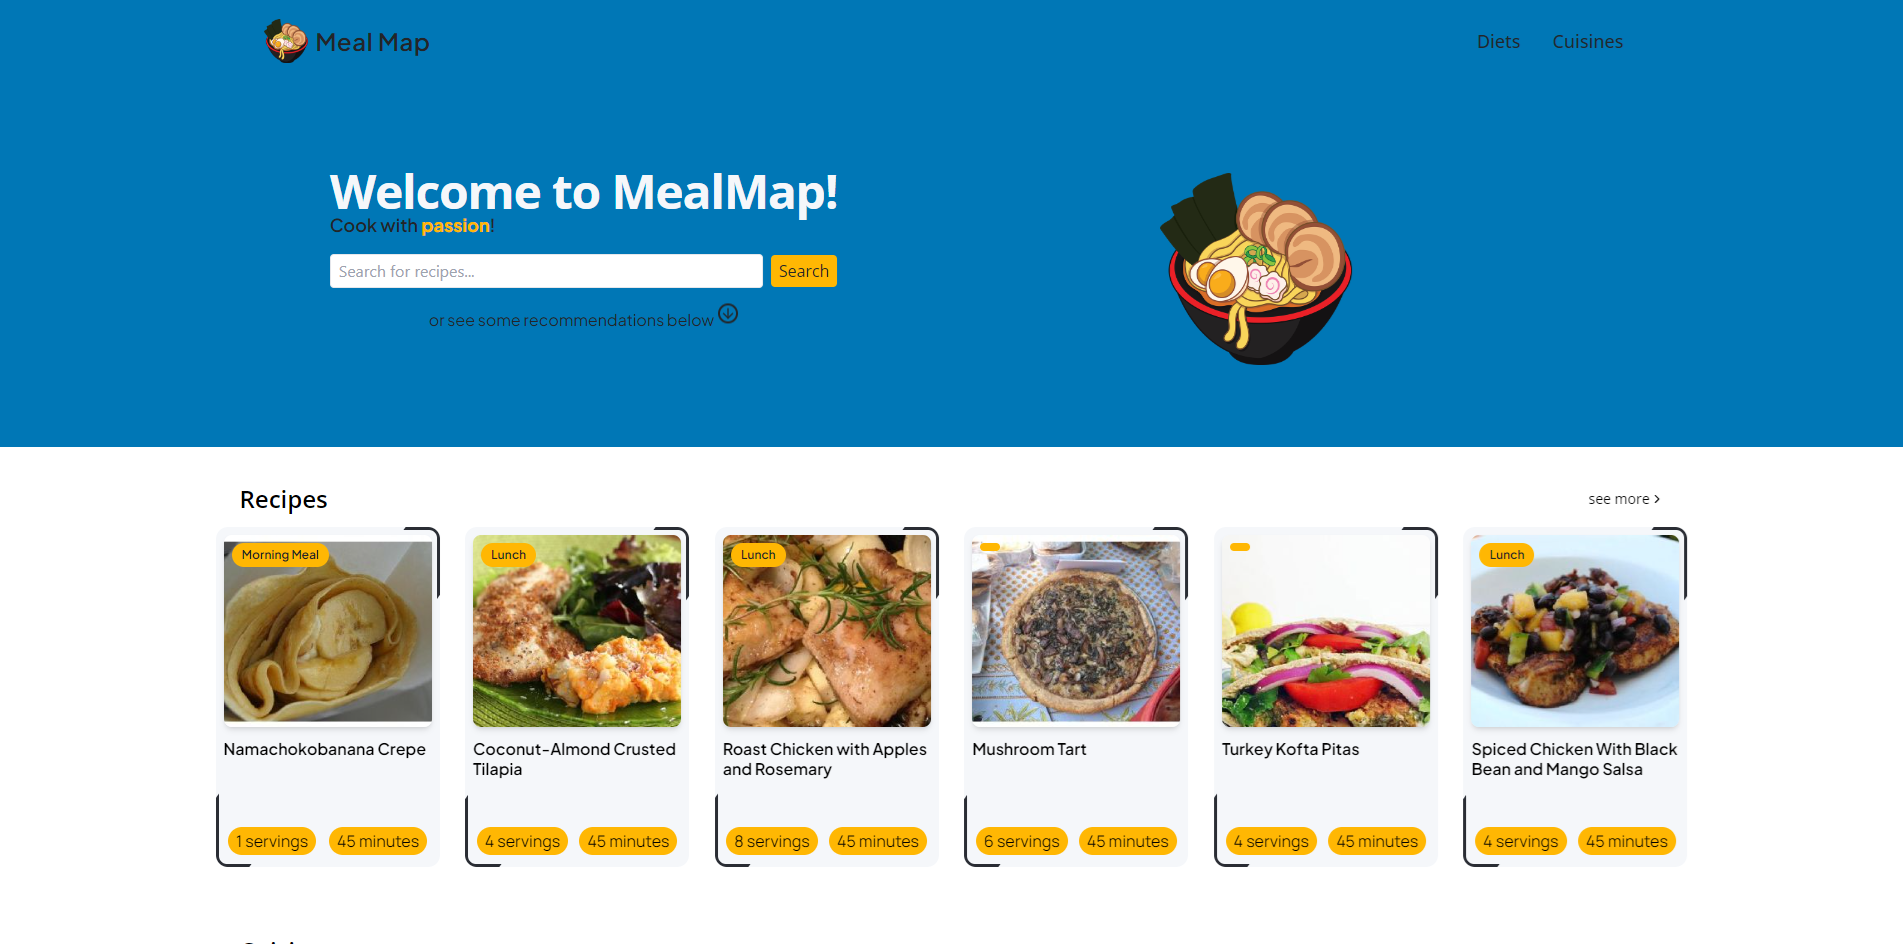 Meal Map
Diets
Cuisines
Welcome to MealMap!
Cook with passion!
Search for recipes...
Search
or see some recommendations below
Recipes
see more
Morning Meal
Namachokobanana Crepe
1 servings
45 minutes
Lunch
Coconut-Almond Crusted
Tilapia
4 servings
45 minutes
Lunch
Roast Chicken with Apples
and Rosemary
8 servings
45 minutes
Mushroom Tart
6 servings
45 minutes
Turkey Kofta Pitas
4 servings
45 minutes
Lunch
Spiced Chicken With Black
Bean and Mango Salsa
4 servings
45 minutes